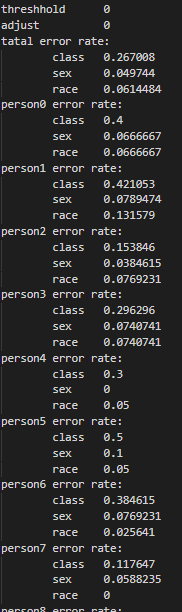 threshhold 0
adjust 0
tatal error rate:
class 0.267008
sex 0.049744
race 0.0614484
person0 error rate:
class 0.4
sex 0.0666667
race 0.0666667
person1 error rate:
class 0.421053
sex 0.0789474
race 0.131579
person2 error rate:
class 0.153846
sex 0.0384615
race 0.0769231
person3 error rate:
class 0.296296
sex 0.0740741
race 0.0740741
person4 error rate:
class 0.3
sex 0
race 0.05
person5 error rate:
class 0.5
sex 0.1
race 0.05
person6 error rate:
class 0.384615
sex 0.0769231
race 0.025641
person7 error rate:
class 0.117647
sex 0.0588235
race 0
person8 error rate: